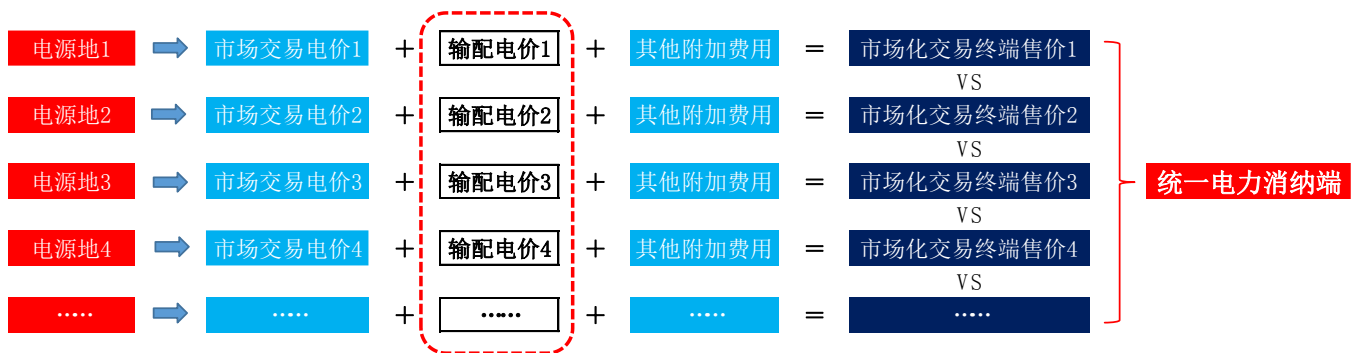 电源地1 市场交易电价1 + 输配电价1 + 其他附加费用 = 市场化交易终端售价1
VS
电源地2 市场交易电价2 + 输配电价2 + 其他附加费用 = 市场化交易终端售价2
VS
电源地3 市场交易电价3 + 输配电价3 + 其他附加费用 = 市场化交易终端售价3
统一电力消纳端
VS
电源地4 市场交易电价4 + 输配电价4 + 其他附加费用 = 市场化交易终端售价4
VS
····· ····· + ······ + ····· = ·····